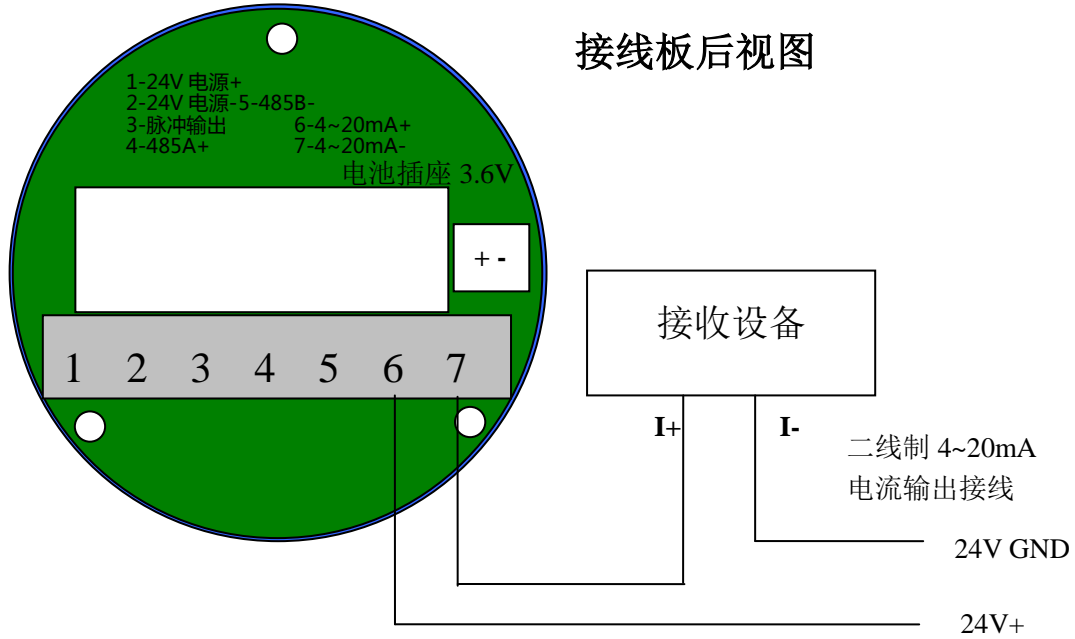 接线板后视图
1-24V 电源+
2-24V 电源-5-485B-
3-脉冲输出 6-4~20mA+
4-485A+ 7-4~20mA-
电池插座 3.6V
+ -
接收设备
1 2 3 4 5 6 7
I+ I-
二线制 4~20mA
电流输出接线
24V GND
24V+